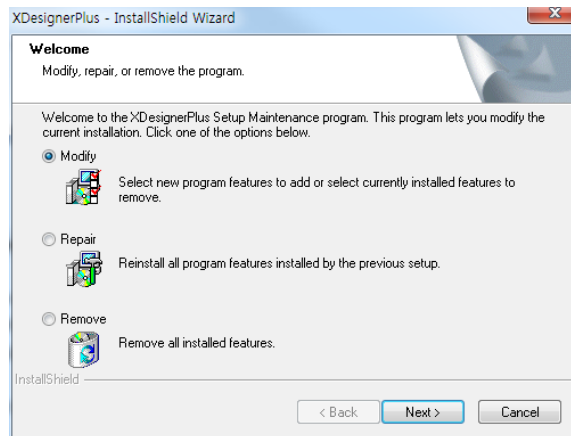 XDesignerPlus - InstallShield Wizard
Welcome
Modify, repair, or remove the program.
Welcome to the XDesignerPlus Setup Maintenance program. This program lets you modify the
current installation. Click one of the options below.
Modify
Select new program features to add or select currently installed features to
remove.
Repair
Reinstall all program features installed by the previous setup.
Remove
Remove all installed features.
InstallShield
< Back Next > Cancel